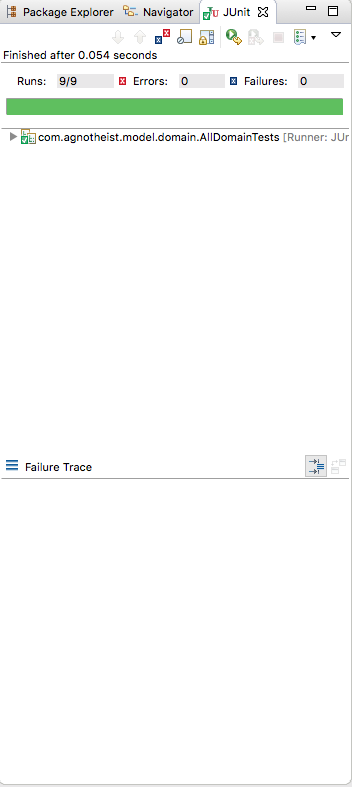 Package Explorer Navigator JUnit
Finished after 0.054 seconds
Runs: 9/9 Errors: 0 Failures: 0
com.agnotheist.model.domain.AllDomainTests [Runner: JUr
Failure Trace